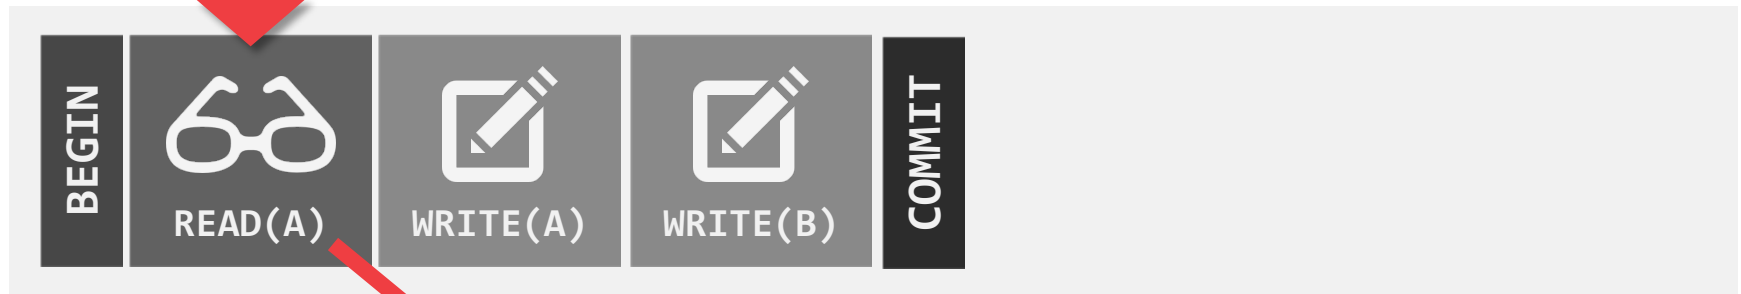 BEGIN
READ(A)
WRITE(A)
WRITE(B)
COMMIT